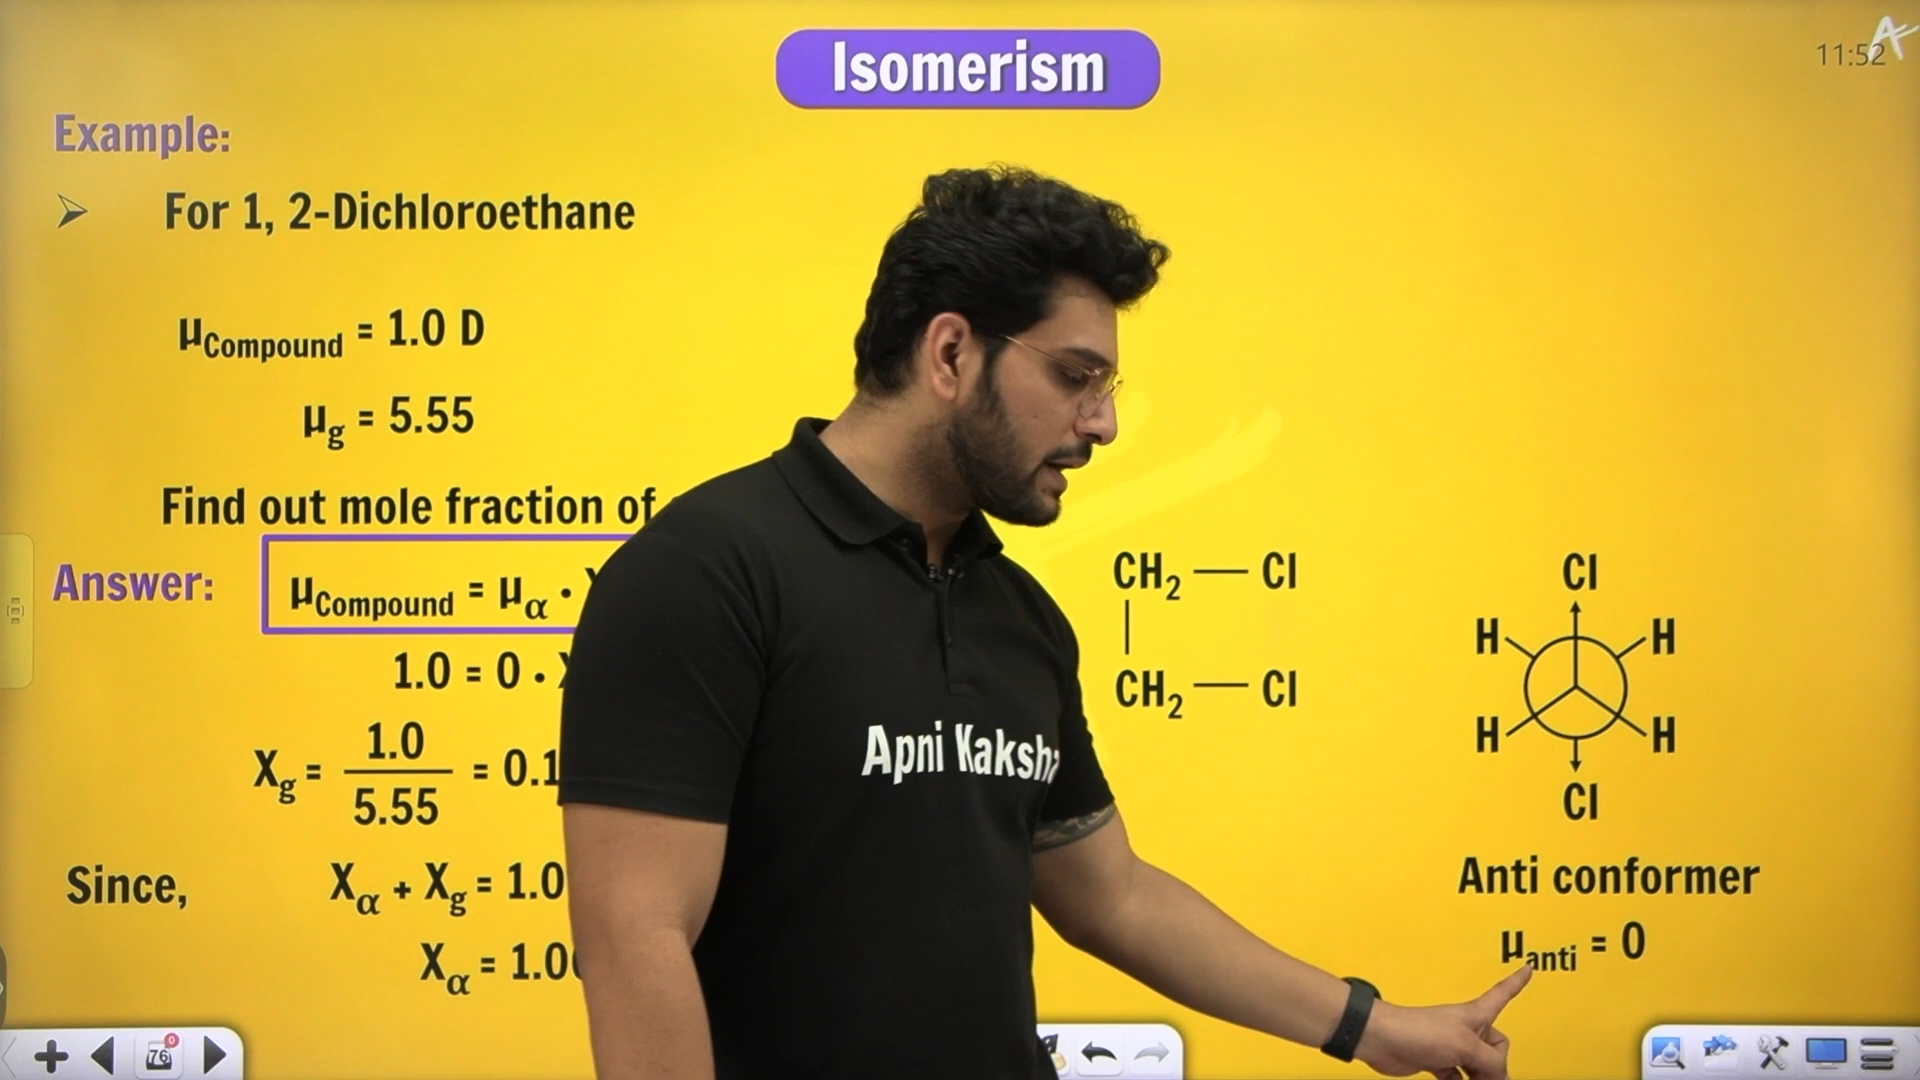 Isomerism
11:52
Example:
➢ For 1, 2-Dichloroethane
μCompound = 1.0 D
μg = 5.55
Find out mole fraction of
Answer: μCompound = μα ·
1.0 = 0 ·
Xg = 1.0 / 5.55 = 0.1
Since, Xα + Xg = 1.0
Xα = 1.0
CH2 — Cl
CH2 — Cl
Cl
H H
H H
Cl
Anti conformer
μanti = 0
Apni Kaksha
76
0